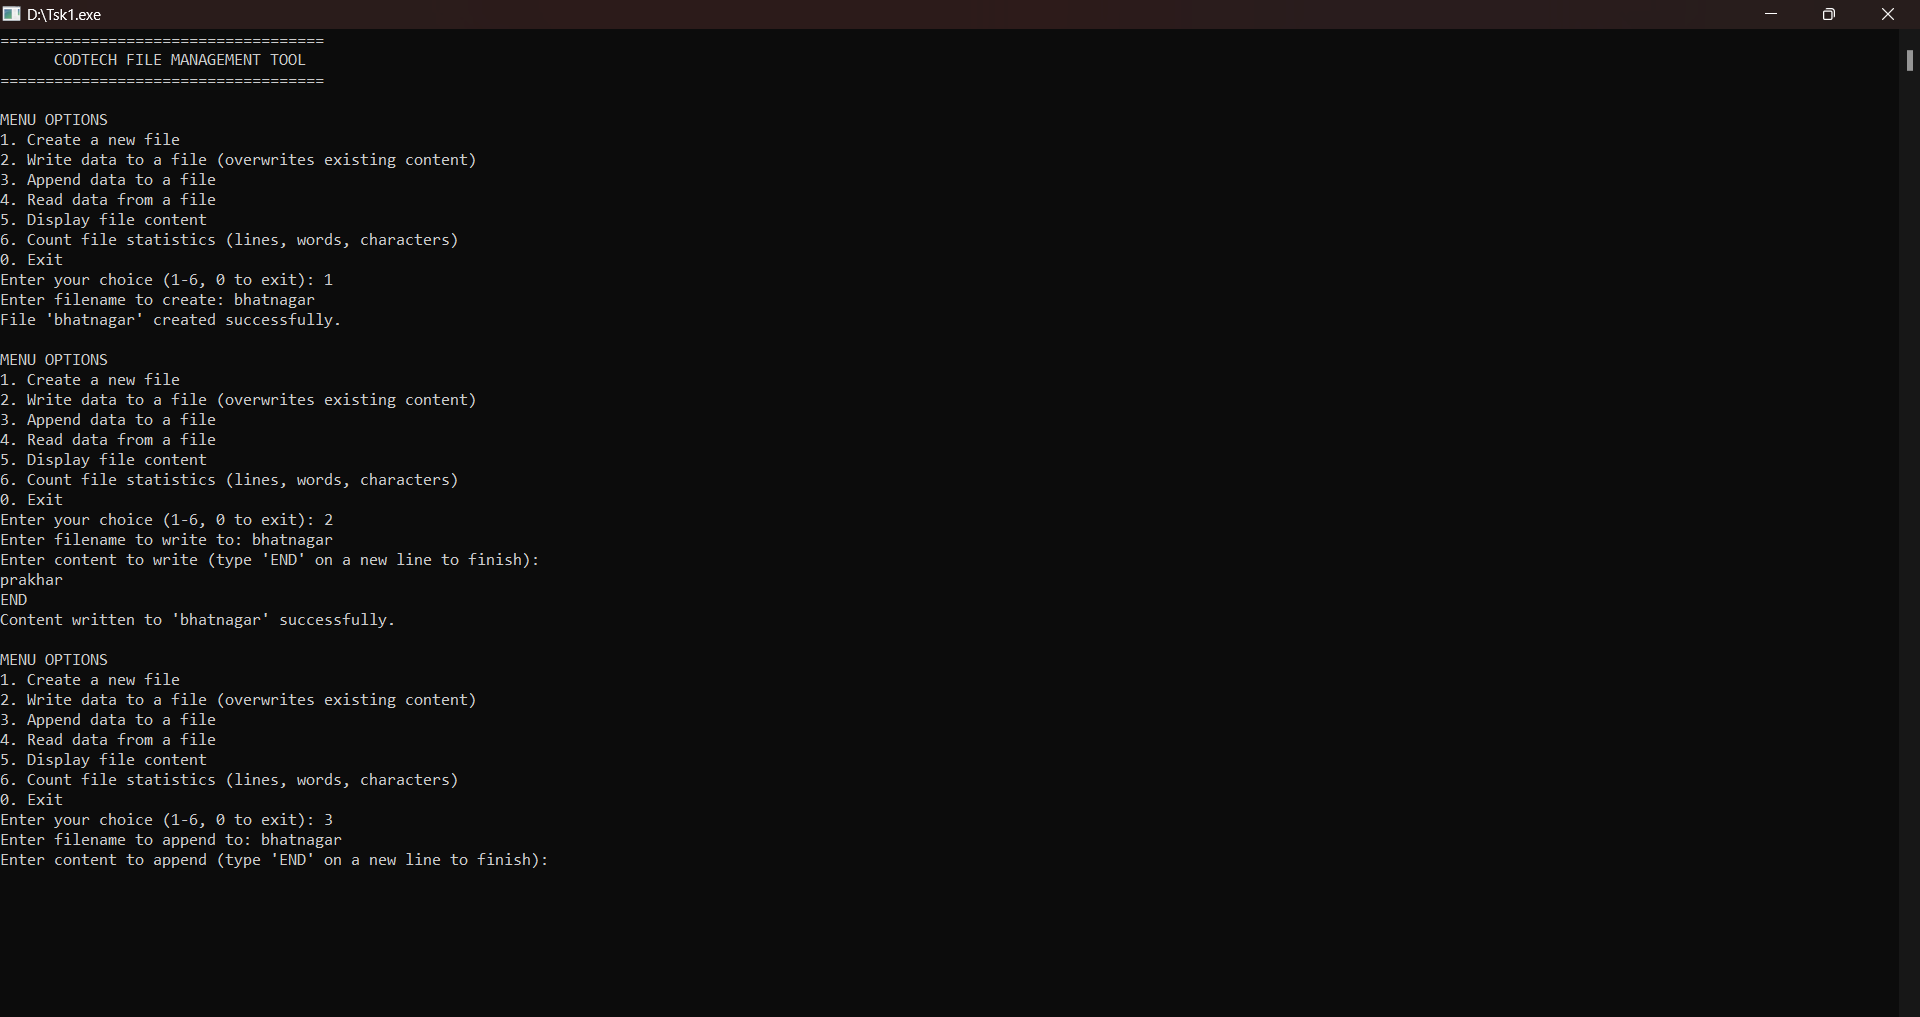 D:\Tsk1.exe
====================================
CODTECH FILE MANAGEMENT TOOL
====================================
MENU OPTIONS
1. Create a new file
2. Write data to a file (overwrites existing content)
3. Append data to a file
4. Read data from a file
5. Display file content
6. Count file statistics (lines, words, characters)
0. Exit
Enter your choice (1-6, 0 to exit): 1
Enter filename to create: bhatnagar
File 'bhatnagar' created successfully.
MENU OPTIONS
1. Create a new file
2. Write data to a file (overwrites existing content)
3. Append data to a file
4. Read data from a file
5. Display file content
6. Count file statistics (lines, words, characters)
0. Exit
Enter your choice (1-6, 0 to exit): 2
Enter filename to write to: bhatnagar
Enter content to write (type 'END' on a new line to finish):
prakhar
END
Content written to 'bhatnagar' successfully.
MENU OPTIONS
1. Create a new file
2. Write data to a file (overwrites existing content)
3. Append data to a file
4. Read data from a file
5. Display file content
6. Count file statistics (lines, words, characters)
0. Exit
Enter your choice (1-6, 0 to exit): 3
Enter filename to append to: bhatnagar
Enter content to append (type 'END' on a new line to finish):